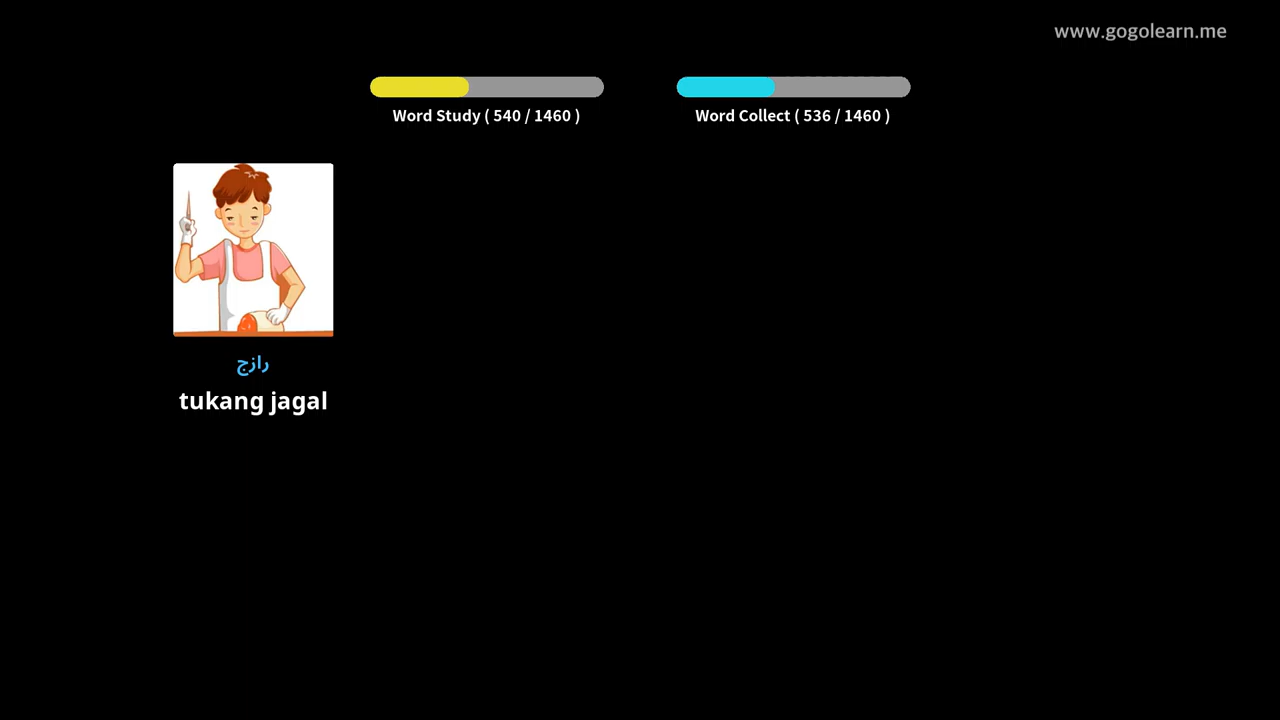 www.gogolearn.me
Word Study ( 540 / 1460 )
Word Collect ( 536 / 1460 )
رازج
tukang jagal